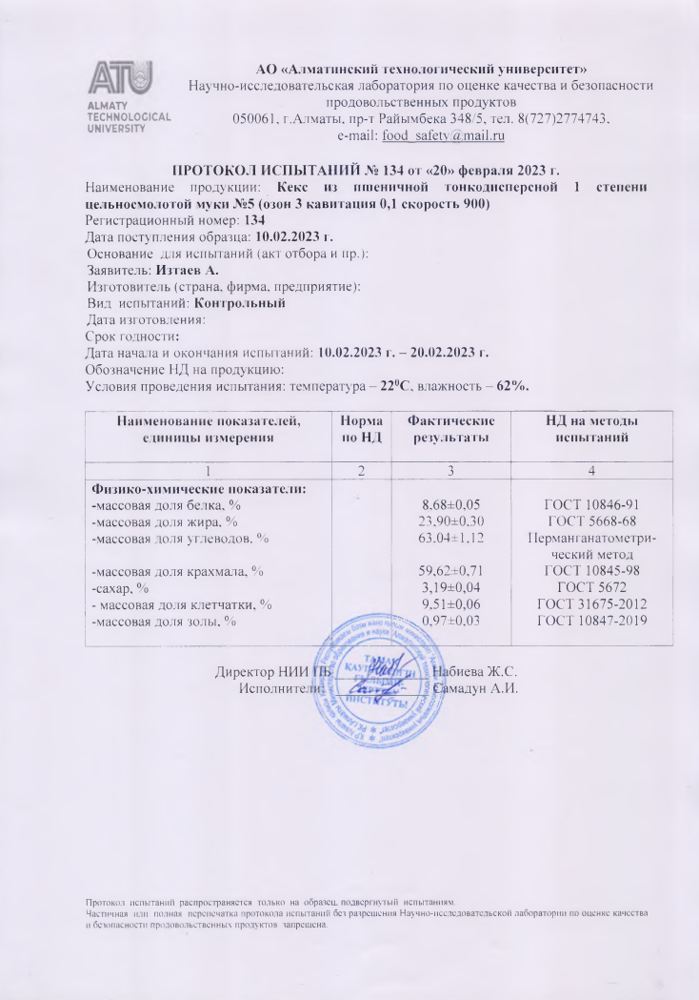 ATU
ALMATY
TECHNOLOGICAL
UNIVERSITY
АО «Алматинский технологический университет»
Научно-исследовательская лаборатория по оценке качества и безопасности
продовольственных продуктов
050061, г.Алматы, пр-т Райымбека 348/5, тел. 8(727)2774743,
e-mail: food_safety@mail.ru
ПРОТОКОЛ ИСПЫТАНИЙ № 134 от «20» февраля 2023 г.
Наименование продукции: Кекс из пшеничной тонкодисперсной 1 степени
цельносмолотой муки №5 (озон 3 кавитация 0,1 скорость 900)
Регистрационный номер: 134
Дата поступления образца: 10.02.2023 г.
Основание для испытаний (акт отбора и пр.):
Заявитель: Изтаев А.
Изготовитель (страна, фирма, предприятие):
Вид испытаний: Контрольный
Дата изготовления:
Срок годности:
Дата начала и окончания испытаний: 10.02.2023 г. – 20.02.2023 г.
Обозначение НД на продукцию:
Условия проведения испытания: температура – 22⁰С, влажность – 62%.
Наименование показателей, Норма Фактические НД на методы
единицы измерения по НД результаты испытаний
1 2 3 4
Физико-химические показатели:
-массовая доля белка, % 8,68±0,05 ГОСТ 10846-91
-массовая доля жира, % 23,90±0,30 ГОСТ 5668-68
-массовая доля углеводов, % 63,04±1,12 Перманганатометри-
ческий метод
-массовая доля крахмала, % 59,62±0,71 ГОСТ 10845-98
-сахар, % 3,19±0,04 ГОСТ 5672
- массовая доля клетчатки, % 9,51±0,06 ГОСТ 31675-2012
-массовая доля золы, % 0,97±0,03 ГОСТ 10847-2019
Директор НИИ ПБ Набиева Ж.С.
Исполнители: Самадун А.И.
ТАМАҚ
ИНСТИТУТЫ
Протокол испытаний распространяется только на образец, подвергнутый испытаниям.
Частичная или полная перепечатка протокола испытаний без разрешения Научно-исследовательской лаборатории по оценке качества
и безопасности продовольственных продуктов запрещена.